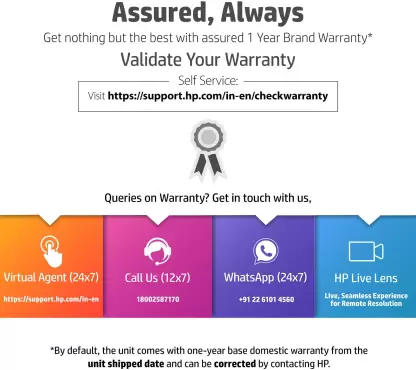 Assured, Always
Get nothing but the best with assured 1 Year Brand Warranty*
Validate Your Warranty
Self Service:
Visit https://support.hp.com/in-en/checkwarranty
Queries on Warranty? Get in touch with us,
Virtual Agent (24x7)
https://support.hp.com/in-en
Call Us (12x7)
18002587170
WhatsApp (24x7)
+91 22 6101 4560
HP Live Lens
Live, Seamless Experience
for Remote Resolution
*By default, the unit comes with one-year base domestic warranty from the
unit shipped date and can be corrected by contacting HP.